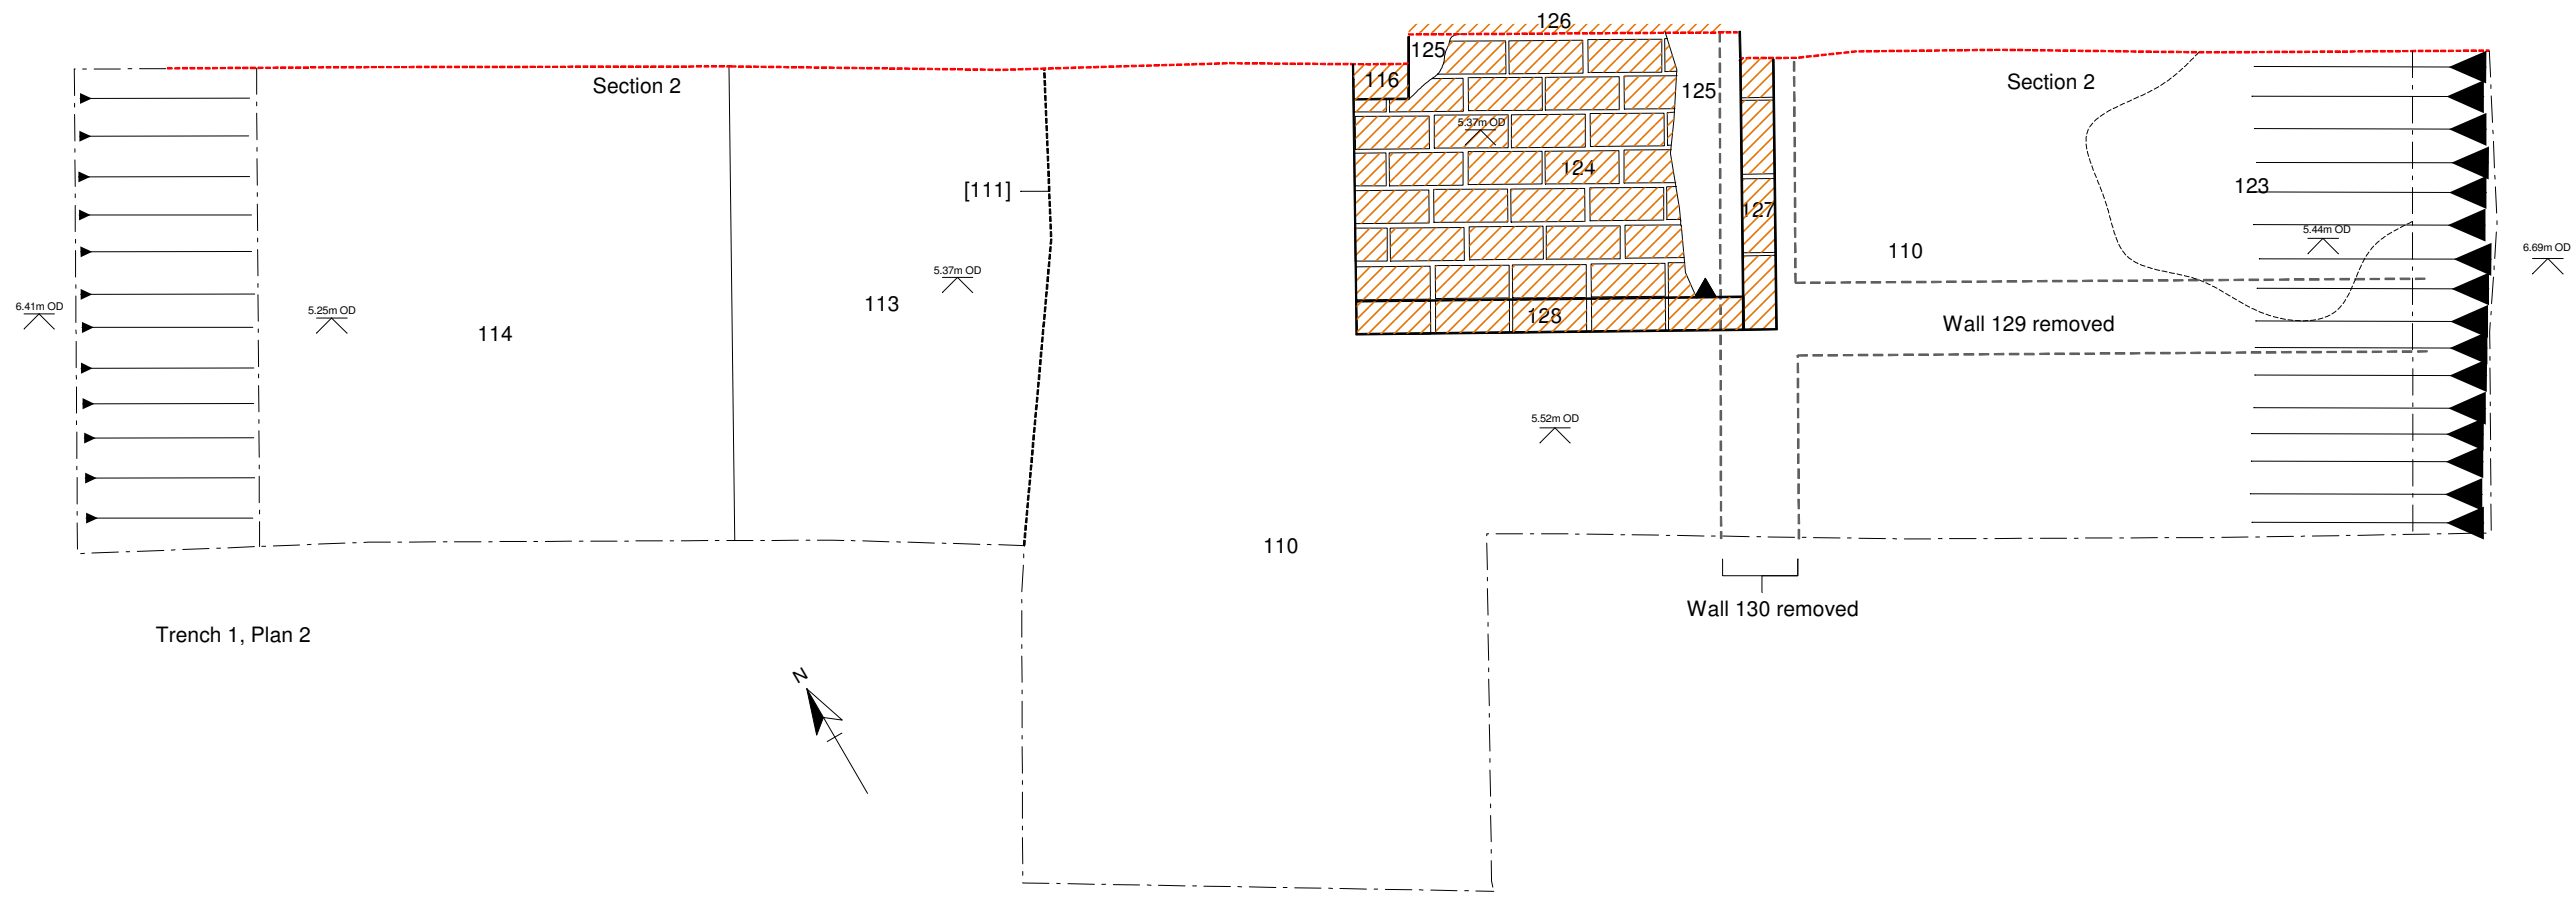 126
125
Section 2
116
125
Section 2
5.37m OD
124
[111]
123
127
5.44m OD
110
6.69m OD
5.37m OD
113
6.41m OD
5.25m OD
114
128
Wall 129 removed
5.52m OD
110
Wall 130 removed
Trench 1, Plan 2
N